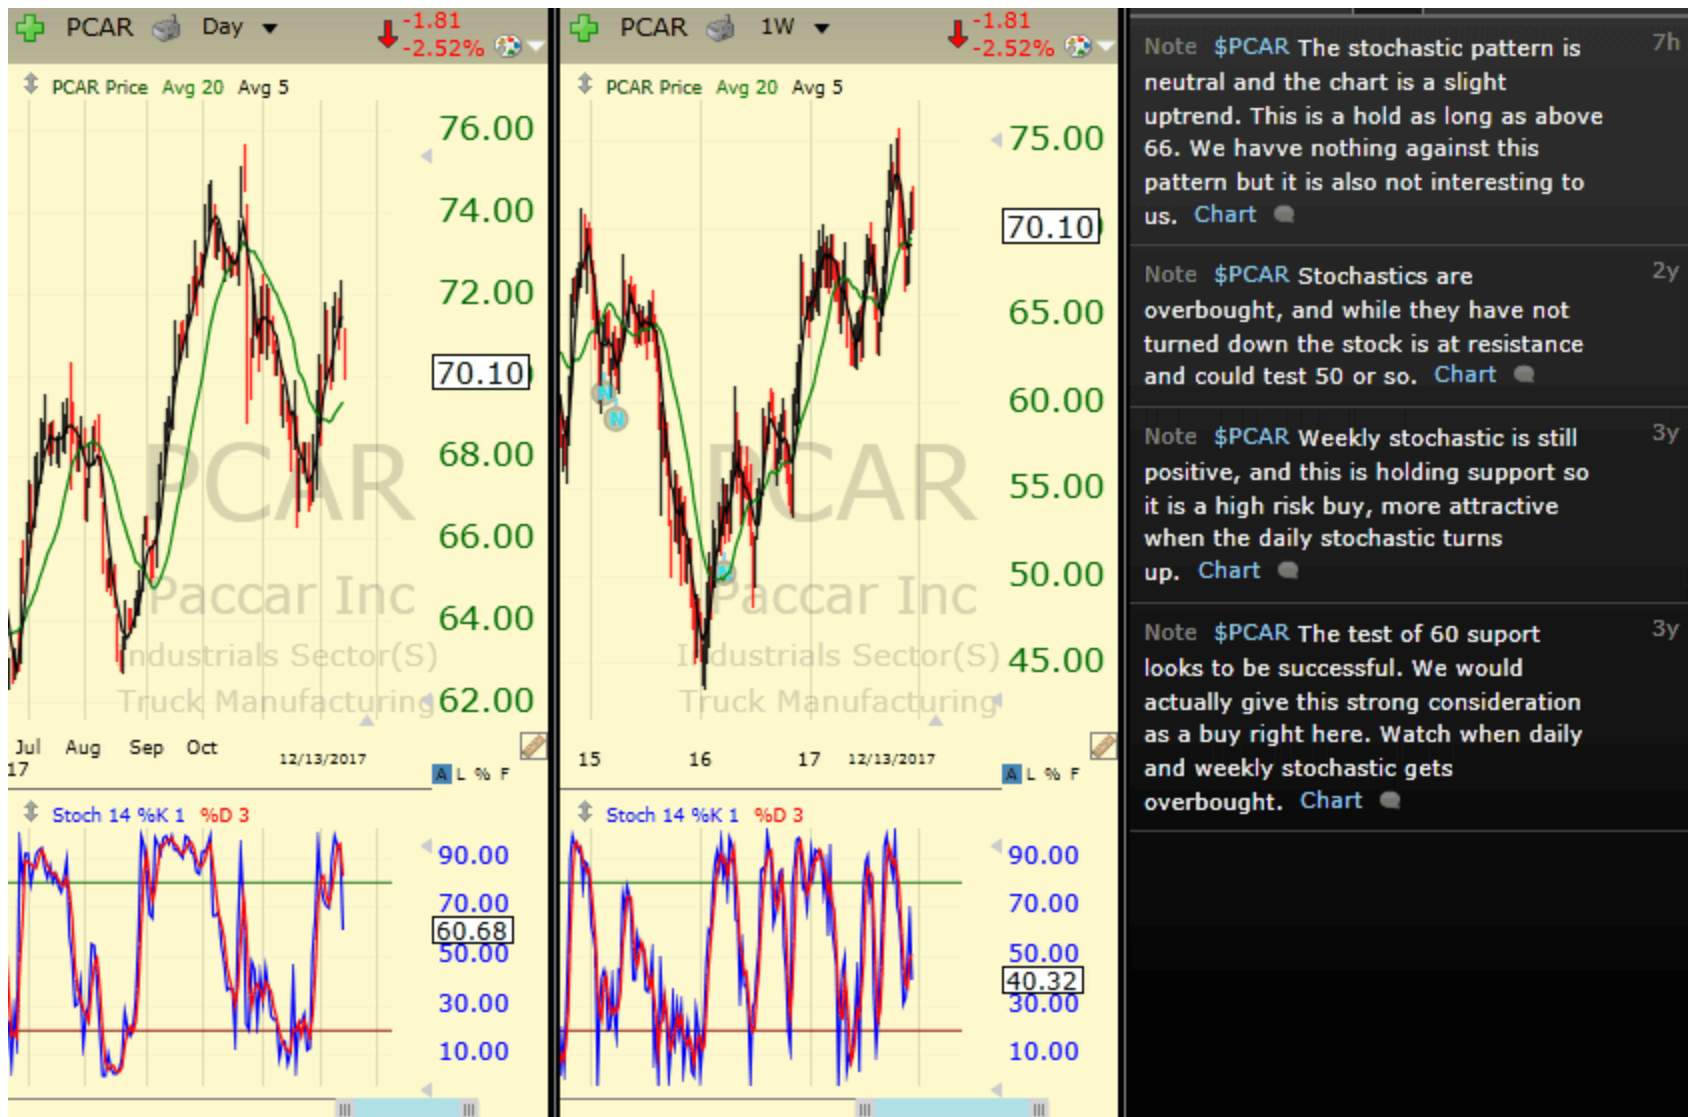 PCAR Day
-1.81
-2.52%
PCAR Price Avg 20 Avg 5
76.00
74.00
72.00
70.10
68.00
66.00
64.00
62.00
PCAR
Paccar Inc
Industrials Sector(S)
Truck Manufacturing
Jul Aug Sep Oct
17
12/13/2017
A L % F
Stoch 14 %K 1 %D 3
90.00
70.00
60.68
50.00
30.00
10.00
PCAR 1W
-1.81
-2.52%
PCAR Price Avg 20 Avg 5
75.00
70.10
65.00
60.00
55.00
50.00
45.00
N
N
N
PCAR
Paccar Inc
Industrials Sector(S)
Truck Manufacturing
15 16 17 12/13/2017
A L % F
Stoch 14 %K 1 %D 3
90.00
70.00
50.00
40.32
30.00
10.00
Note $PCAR The stochastic pattern is 7h
neutral and the chart is a slight
uptrend. This is a hold as long as above
66. We havve nothing against this
pattern but it is also not interesting to
us. Chart
Note $PCAR Stochastics are 2y
overbought, and while they have not
turned down the stock is at resistance
and could test 50 or so. Chart
Note $PCAR Weekly stochastic is still 3y
positive, and this is holding support so
it is a high risk buy, more attractive
when the daily stochastic turns
up. Chart
Note $PCAR The test of 60 suport 3y
looks to be successful. We would
actually give this strong consideration
as a buy right here. Watch when daily
and weekly stochastic gets
overbought. Chart